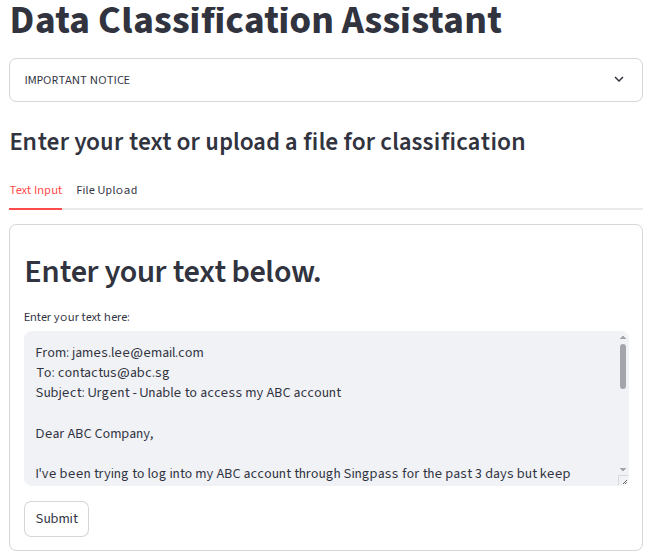 Data Classification Assistant
IMPORTANT NOTICE
Enter your text or upload a file for classification
Text Input File Upload
Enter your text below.
Enter your text here:
From: james.lee@email.com
To: contactus@abc.sg
Subject: Urgent - Unable to access my ABC account
Dear ABC Company,
I've been trying to log into my ABC account through Singpass for the past 3 days but keep
Submit